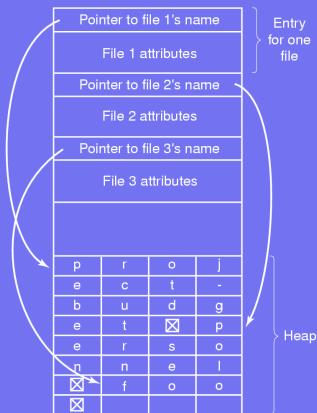 Pointer to file 1's name
File 1 attributes
Pointer to file 2's name
File 2 attributes
Pointer to file 3's name
File 3 attributes
Entry
for one
file
p r o j
e c t -
b u d g
e t ☒ p
e r s o
n n e l
☒ f o o
☒
Heap